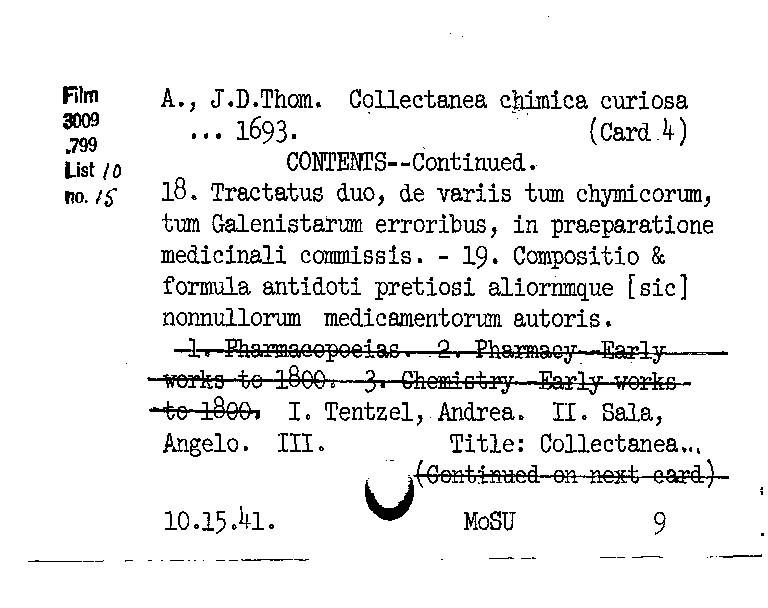 Film
3009
.799
List 10
no. 15
A., J.D.Thom. Collectanea chimica curiosa
... 1693. (Card 4)
CONTENTS--Continued.
18. Tractatus duo, de variis tum chymicorum,
tum Galenistarum erroribus, in praeparatione
medicinali commissis. - 19. Compositio &
formula antidoti pretiosi aliornmque [sic]
nonnullorum medicamentorum autoris.
1. Pharmacopoeias. 2. Pharmacy--Early
works to 1800. 3. Chemistry--Early works
to 1800. I. Tentzel, Andrea. II. Sala,
Angelo. III. Title: Collectanea...
(Continued on next card)
10.15.41. MoSU 9